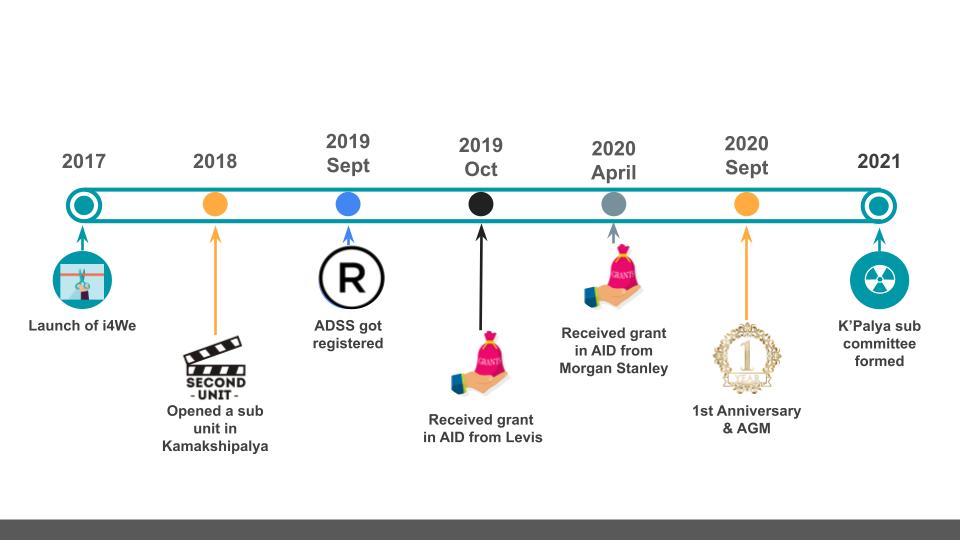 2017
2018
2019
Sept
2019
Oct
2020
April
2020
Sept
2021
Launch of i4We
SECOND
- UNIT -
Opened a sub
unit in
Kamakshipalya
R
ADSS got
registered
GRANTS
Received grant
in AID from Levis
GRANTS
Received grant
in AID from
Morgan Stanley
1
YEAR
1st Anniversary
& AGM
K'Palya sub
committee
formed